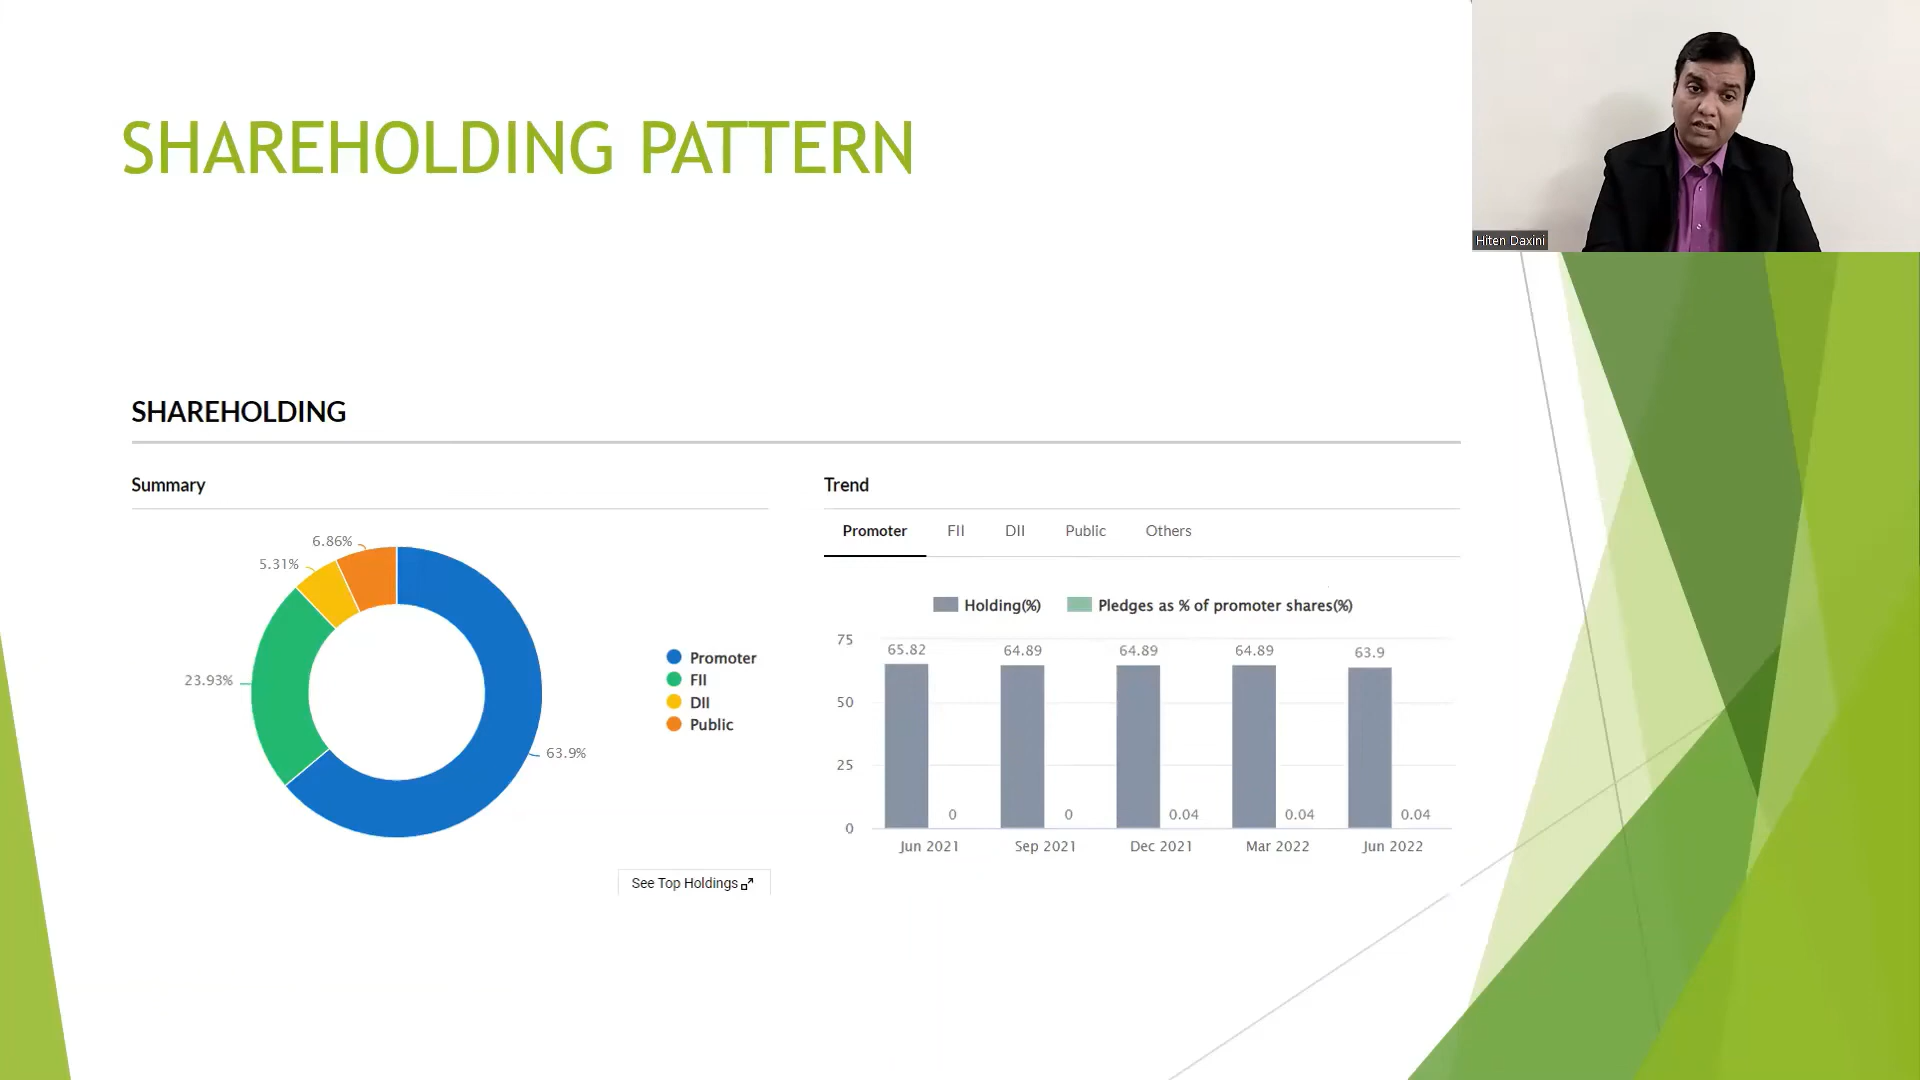 SHAREHOLDING PATTERN
Hiten Daxini
SHAREHOLDING
Summary
6.86%
5.31%
23.93%
63.9%
Promoter
FII
DII
Public
See Top Holdings
Trend
Promoter FII DII Public Others
Holding(%) Pledges as % of promoter shares(%)
75
50
25
0
65.82 64.89 64.89 64.89 63.9
0 0 0.04 0.04 0.04
Jun 2021 Sep 2021 Dec 2021 Mar 2022 Jun 2022